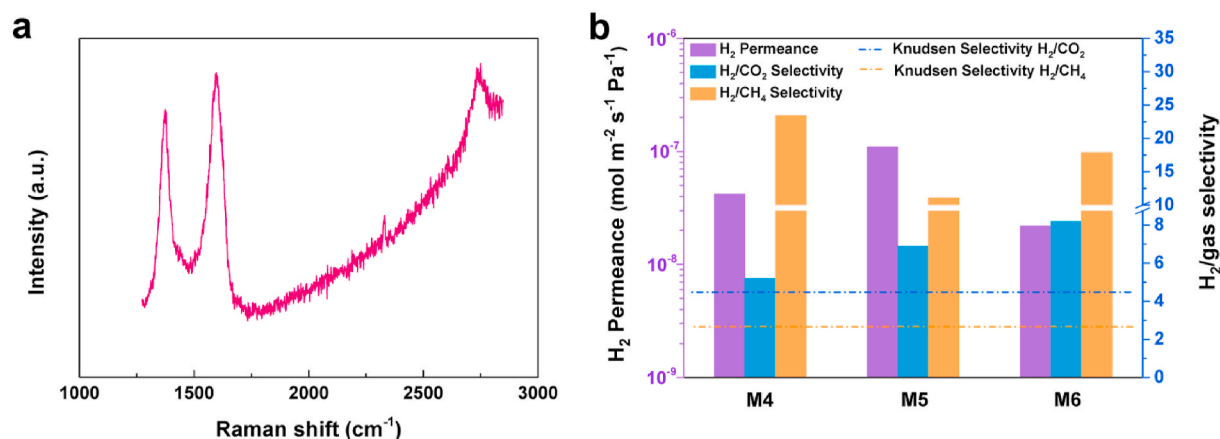 a
Intensity (a.u.)
1000 1500 2000 2500 3000
Raman shift (cm⁻¹)
b
H₂ Permeance (mol m⁻² s⁻¹ Pa⁻¹)
10⁻⁶
10⁻⁷
10⁻⁸
10⁻⁹
H₂ Permeance
H₂/CO₂ Selectivity
H₂/CH₄ Selectivity
Knudsen Selectivity H₂/CO₂
Knudsen Selectivity H₂/CH₄
35
30
25
20
15
10
8
6
4
2
0
H₂/gas selectivity
M4 M5 M6